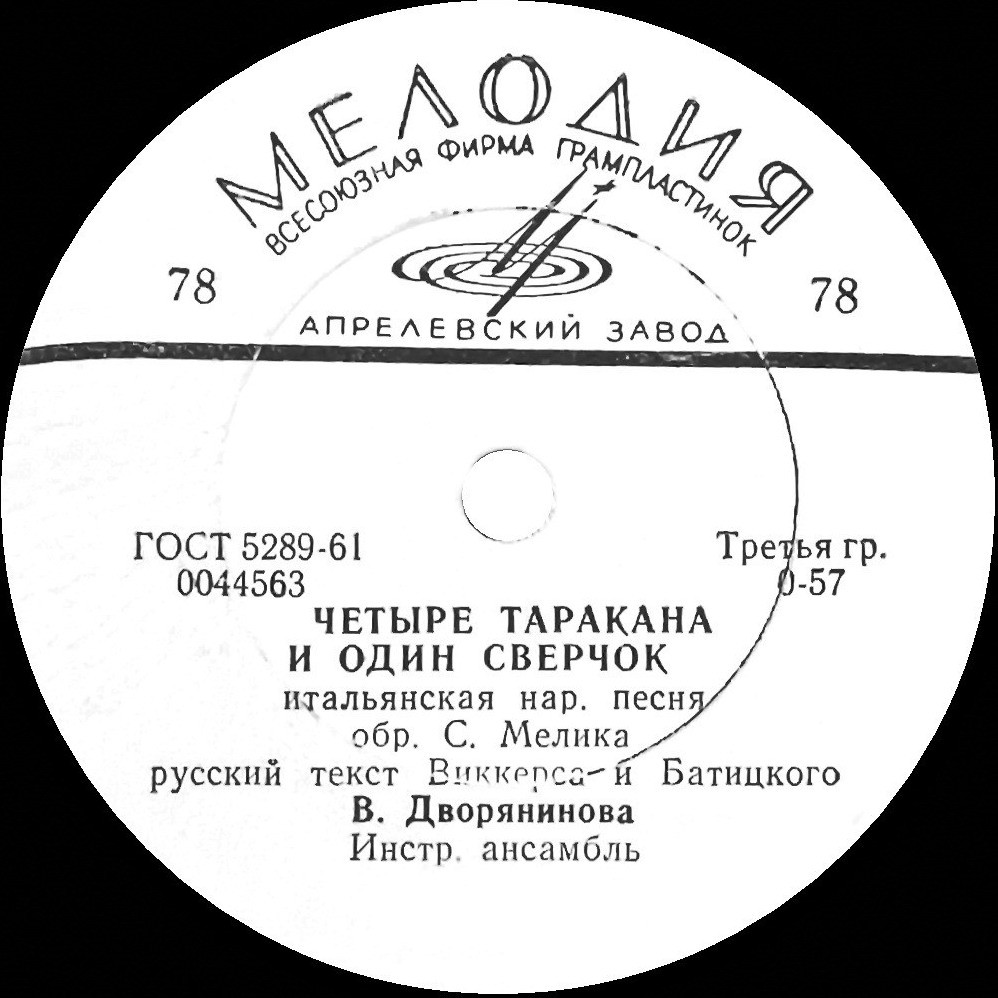 МЕЛОДИЯ
ВСЕСОЮЗНАЯ ФИРМА ГРАМПЛАСТИНОК
78
78
АПРЕЛЕВСКИЙ ЗАВОД
ГОСТ 5289-61
0044563
Третья гр.
0-57
ЧЕТЫРЕ ТАРАКАНА
И ОДИН СВЕРЧОК
итальянская нар. песня
обр. С. Мелика
русский текст Виккерса и Батицкого
В. Дворянинова
Инстр. ансамбль